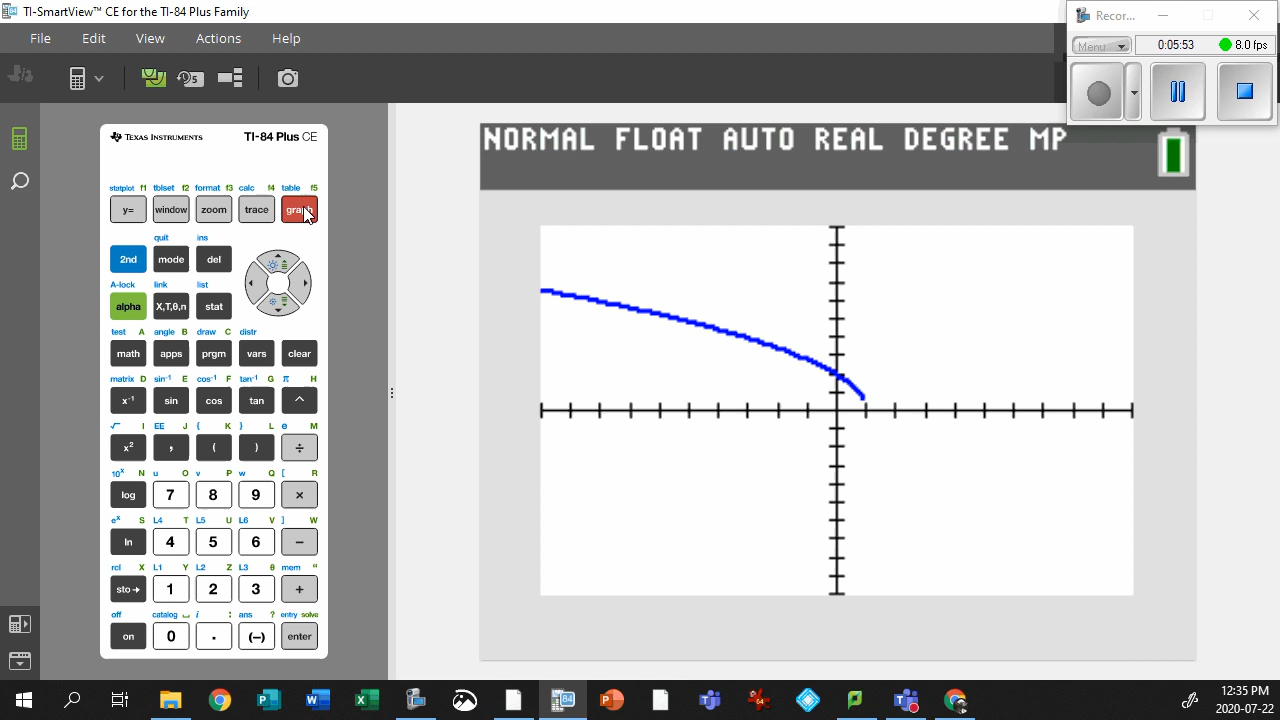 TI-SmartView™ CE for the TI-84 Plus Family
Recor...
File Edit View Actions Help
Menu
0:05:53
8.0 fps
TEXAS INSTRUMENTS TI-84 Plus CE
NORMAL FLOAT AUTO REAL DEGREE MP
statplot f1 tblset f2 format f3 calc f4 table f5
y= window zoom trace graph
quit ins
2nd mode del
A-lock link list
alpha X,T,θ,n stat
test A angle B draw C distr
math apps prgm vars clear
matrix D sin⁻¹ E cos⁻¹ F tan⁻¹ G π H
x⁻¹ sin cos tan ^
√ I EE J { K } L e M
x² , ( ) ÷
10ˣ N u O v P w Q [ R
log 7 8 9 ×
eˣ S L4 T L5 U L6 V ] W
ln 4 5 6 −
rcl X L1 Y L2 Z L3 θ mem "
sto→ 1 2 3 +
off catalog ⎵ i : ans ? entry solve
on 0 . (−) enter
12:35 PM
2020-07-22